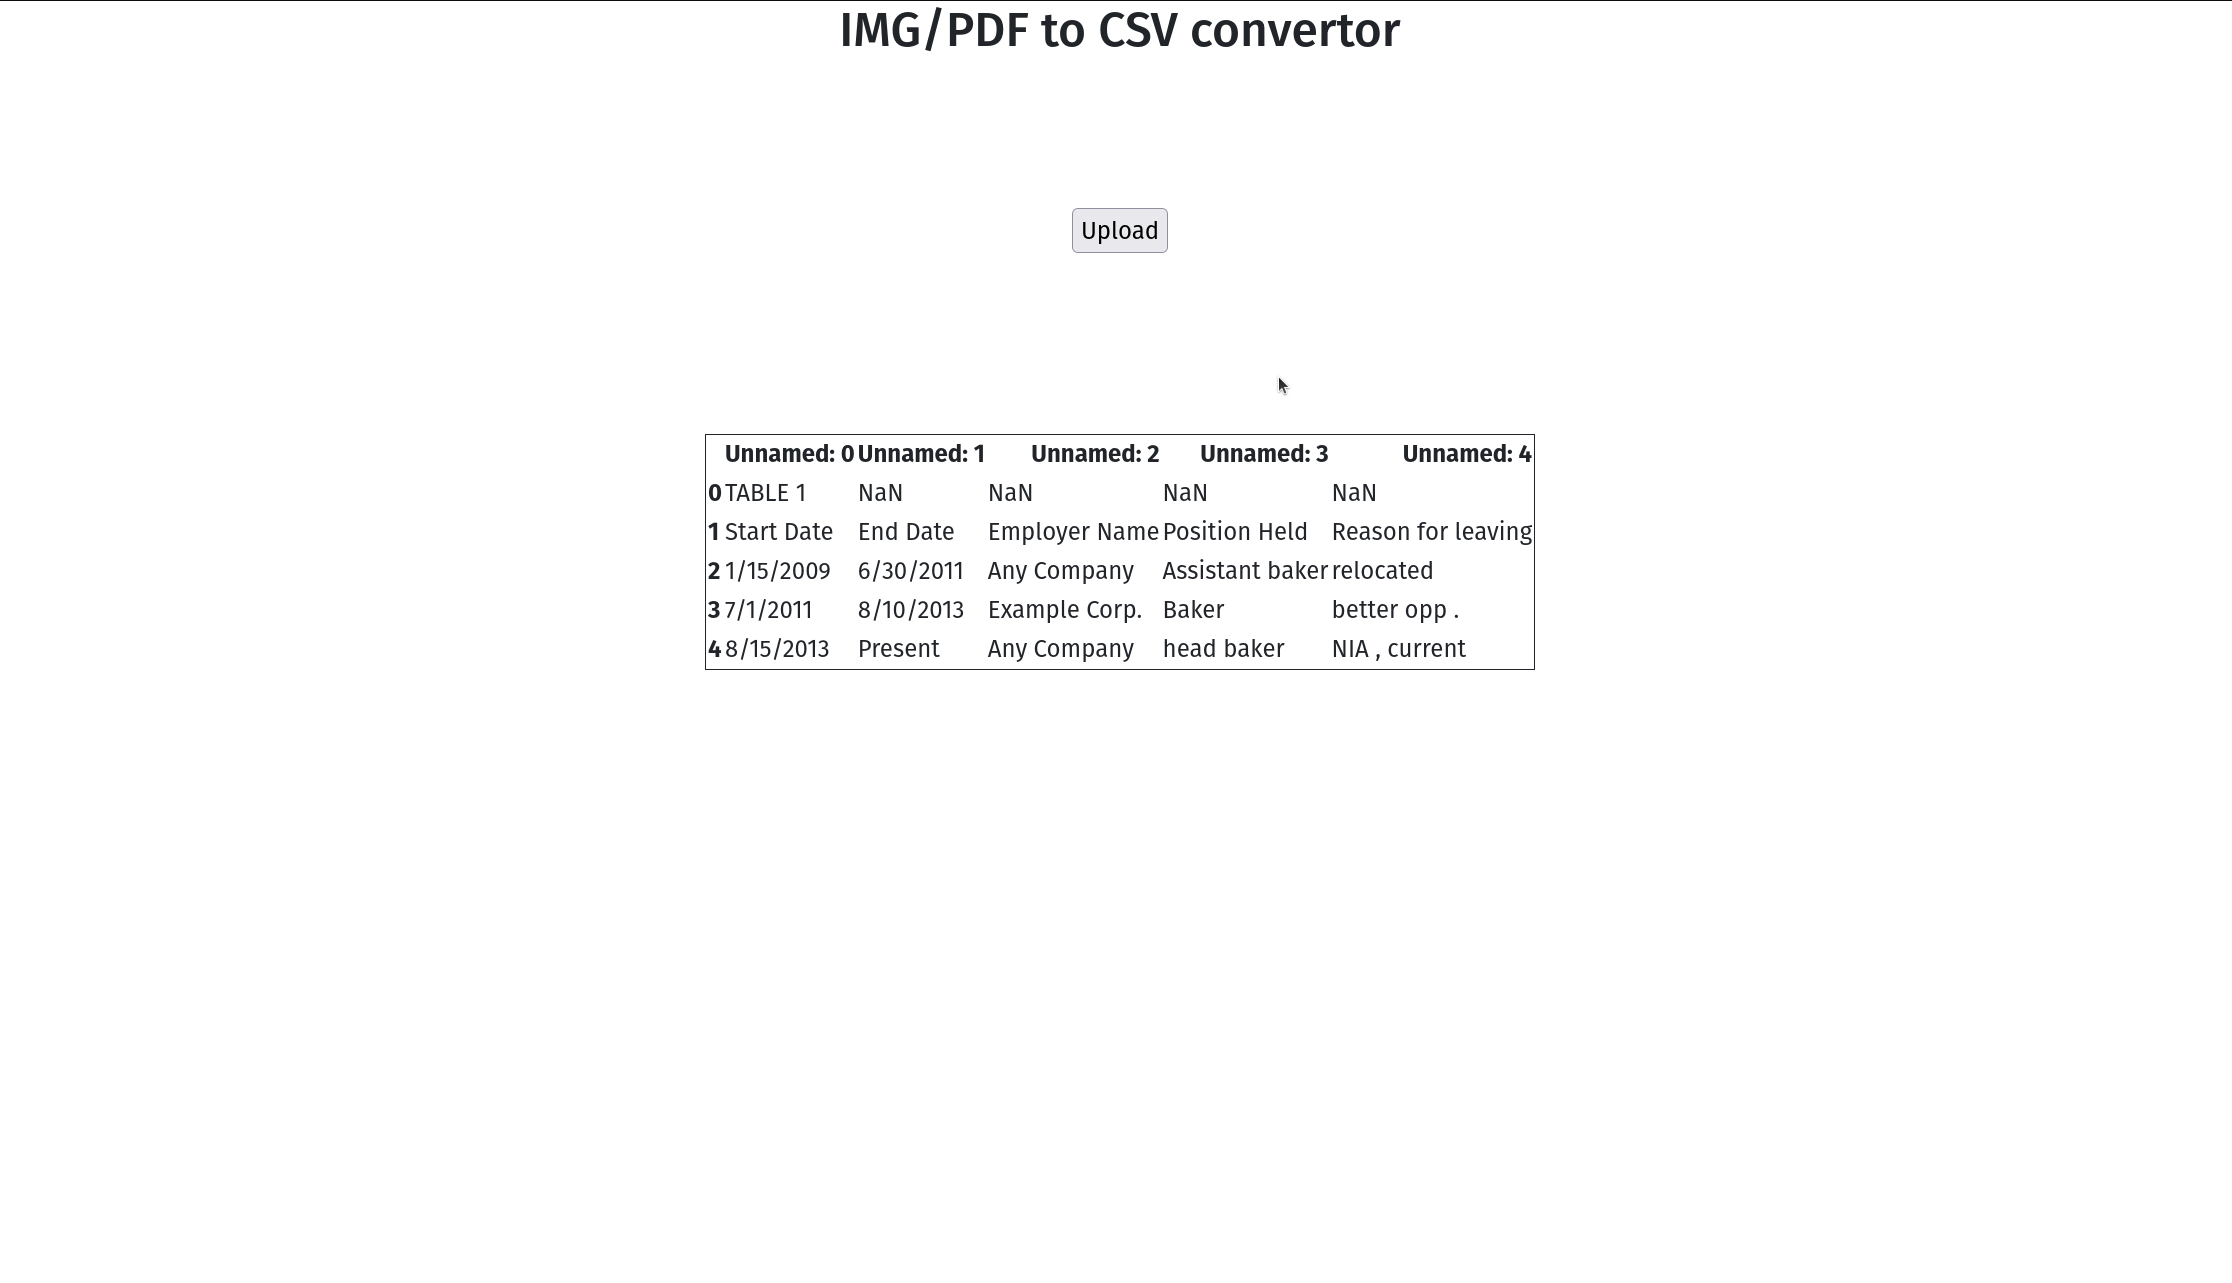 IMG/PDF to CSV convertor
Upload
Unnamed: 0 Unnamed: 1 Unnamed: 2 Unnamed: 3 Unnamed: 4
0 TABLE 1 NaN NaN NaN NaN
1 Start Date End Date Employer Name Position Held Reason for leaving
2 1/15/2009 6/30/2011 Any Company Assistant baker relocated
3 7/1/2011 8/10/2013 Example Corp. Baker better opp .
4 8/15/2013 Present Any Company head baker NIA , current